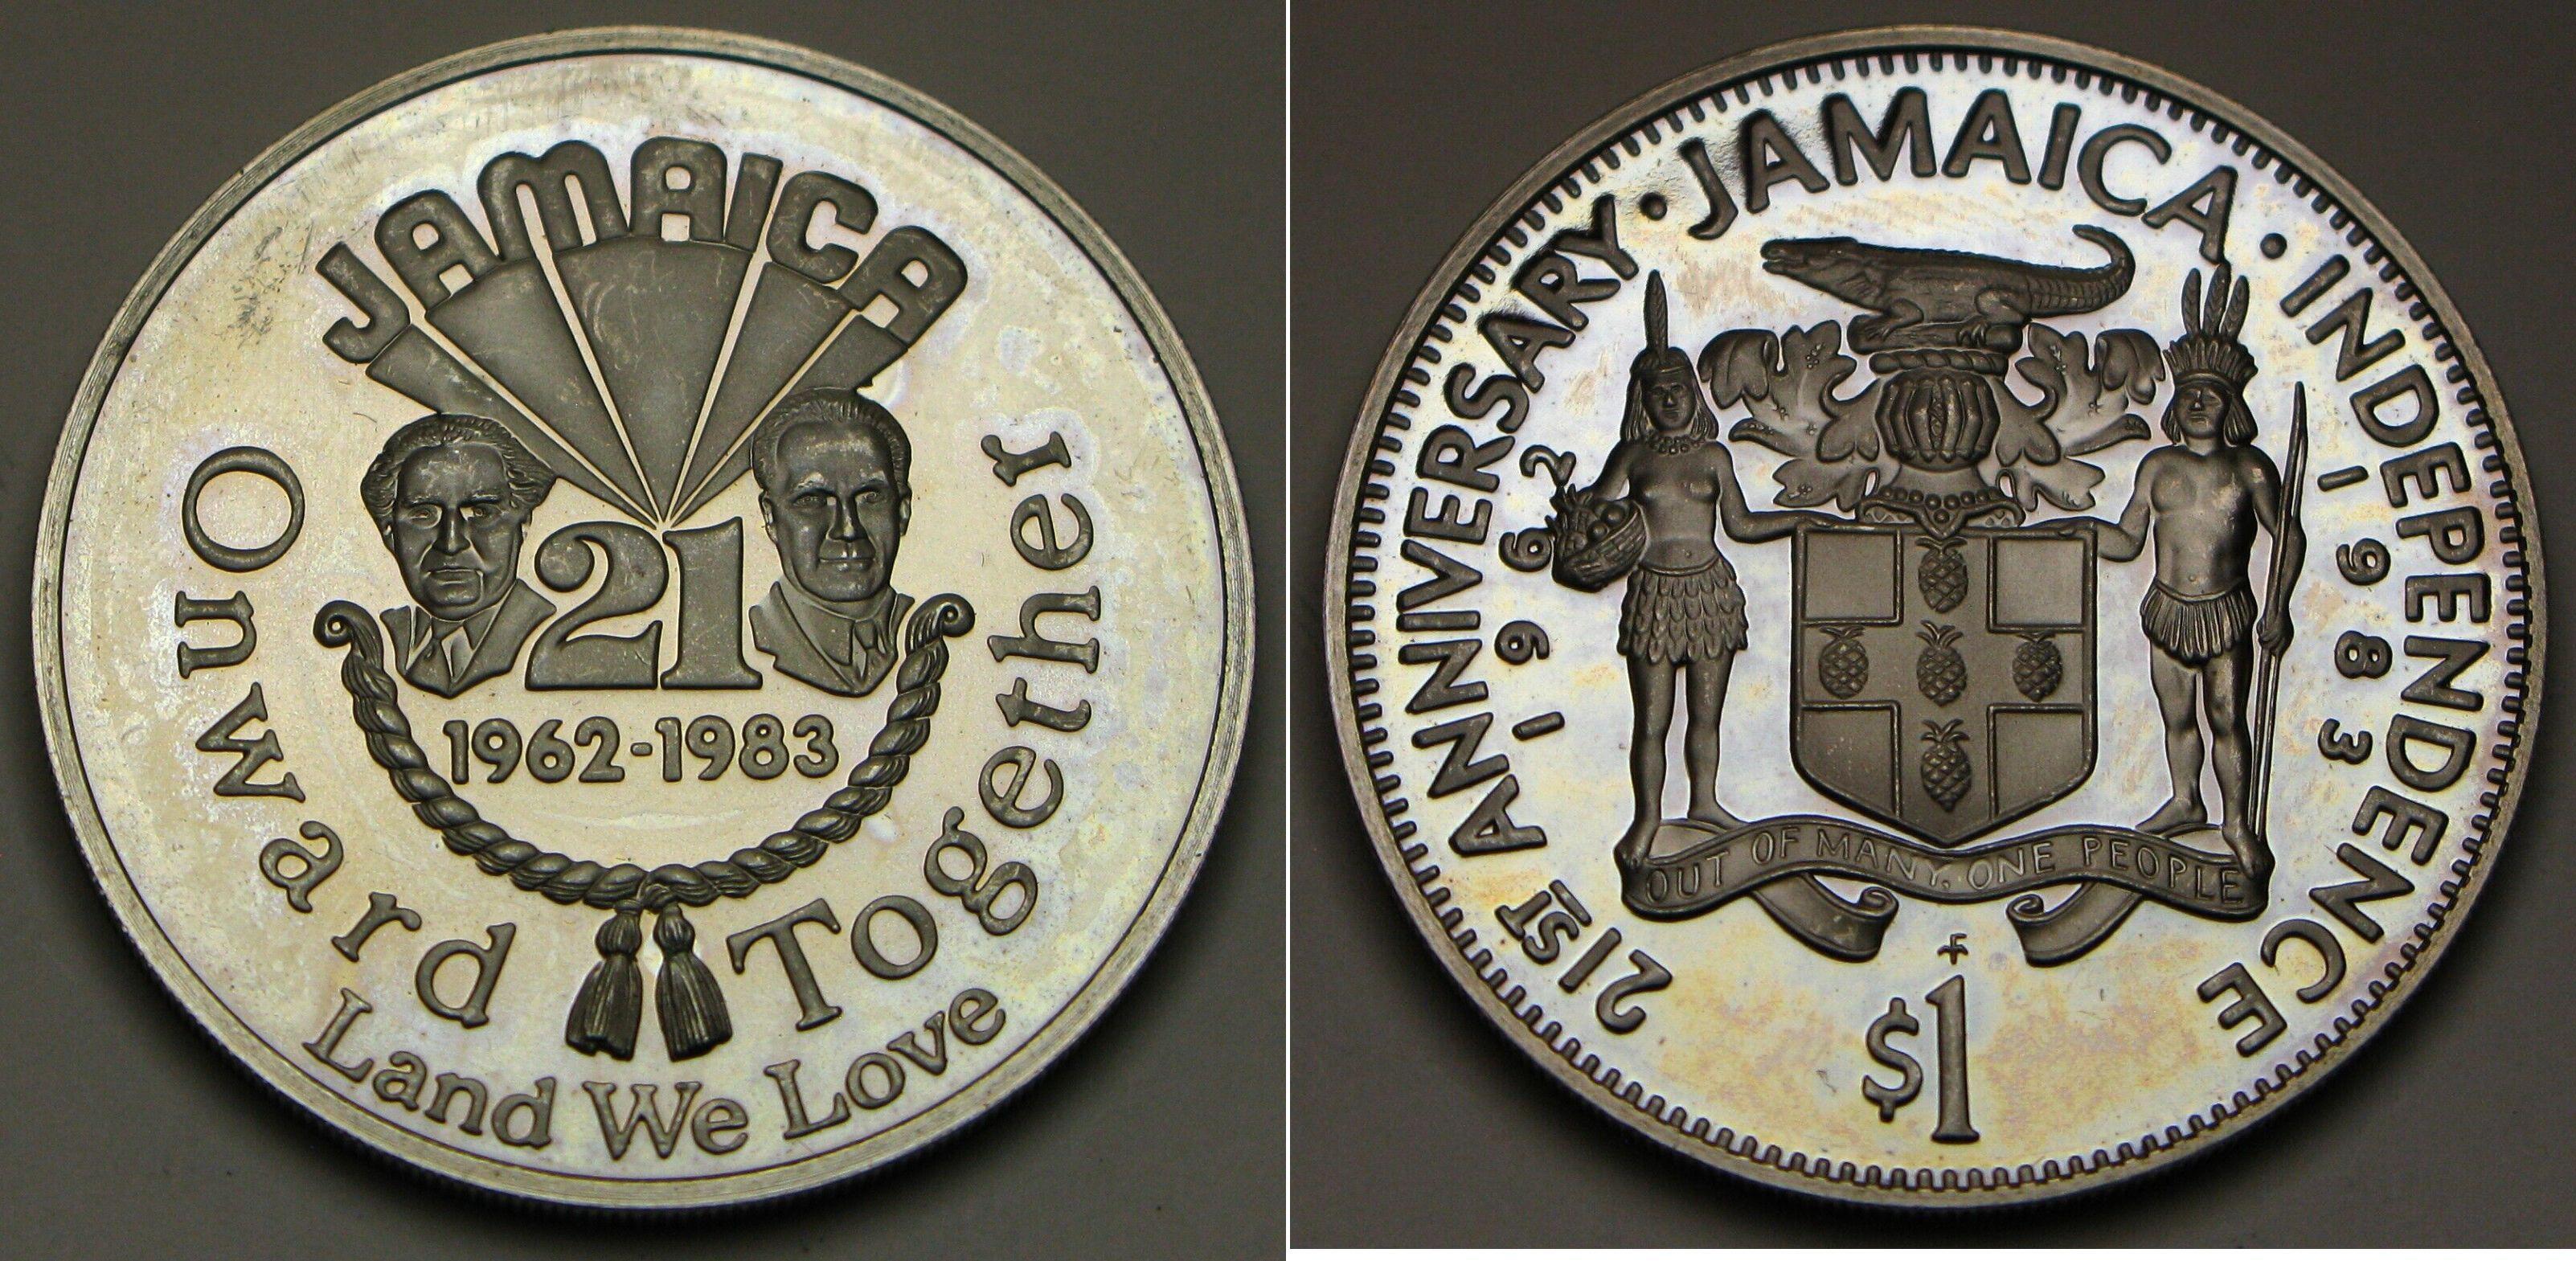 JAMAICA
21
1962-1983
Onward Together
Land We Love
21ST ANNIVERSARY · JAMAICA · INDEPENDENCE
1962
1983
OUT OF MANY, ONE PEOPLE
F
$1